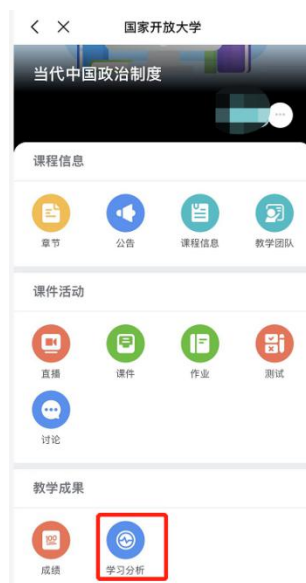 国家开放大学
当代中国政治制度
课程信息
章节 公告 课程信息 教学团队
课件活动
直播 课件 作业 测试
讨论
教学成果
100
成绩 学习分析